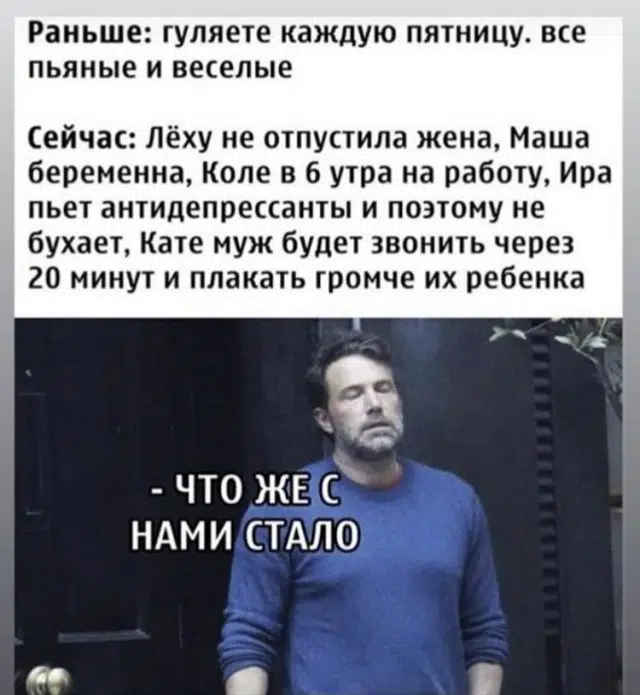 Раньше: гуляете каждую пятницу. все
пьяные и веселые
Сейчас: Лёху не отпустила жена, Маша
беременна, Коле в 6 утра на работу, Ира
пьет антидепрессанты и поэтому не
бухает, Кате муж будет звонить через
20 минут и плакать громче их ребенка
- ЧТО ЖЕ С
НАМИ СТАЛО